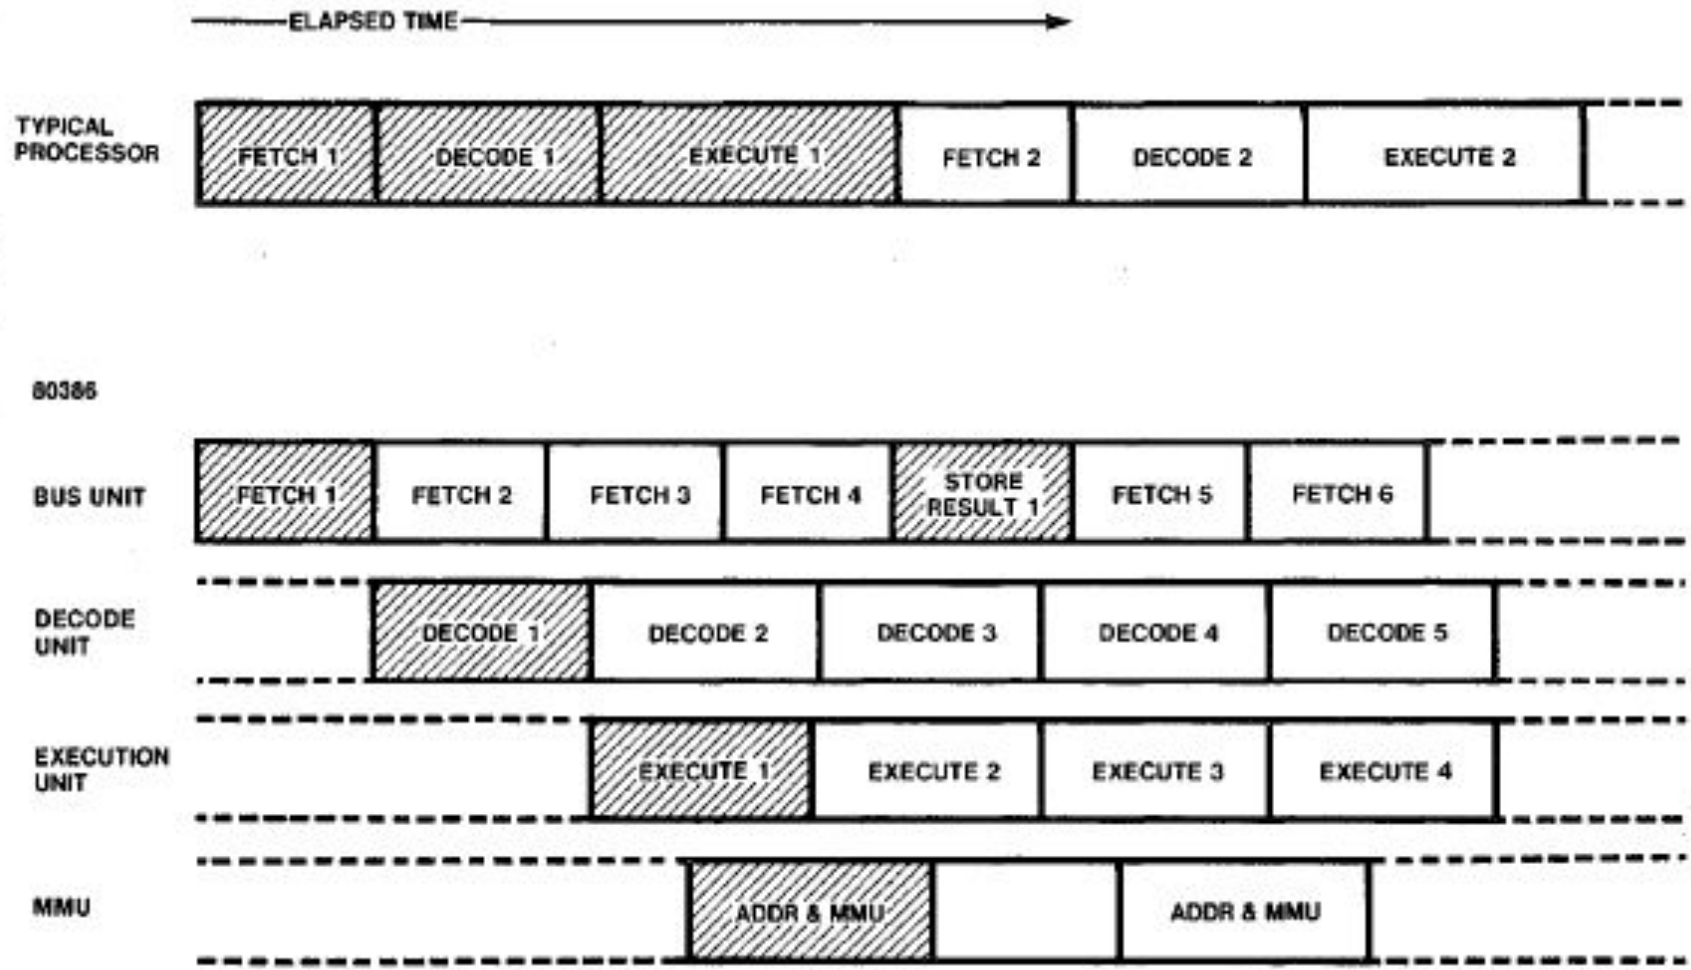 ELAPSED TIME
TYPICAL
PROCESSOR
FETCH 1
DECODE 1
EXECUTE 1
FETCH 2
DECODE 2
EXECUTE 2
80386
BUS UNIT
FETCH 1
FETCH 2
FETCH 3
FETCH 4
STORE
RESULT 1
FETCH 5
FETCH 6
DECODE
UNIT
DECODE 1
DECODE 2
DECODE 3
DECODE 4
DECODE 5
EXECUTION
UNIT
EXECUTE 1
EXECUTE 2
EXECUTE 3
EXECUTE 4
MMU
ADDR & MMU
ADDR & MMU